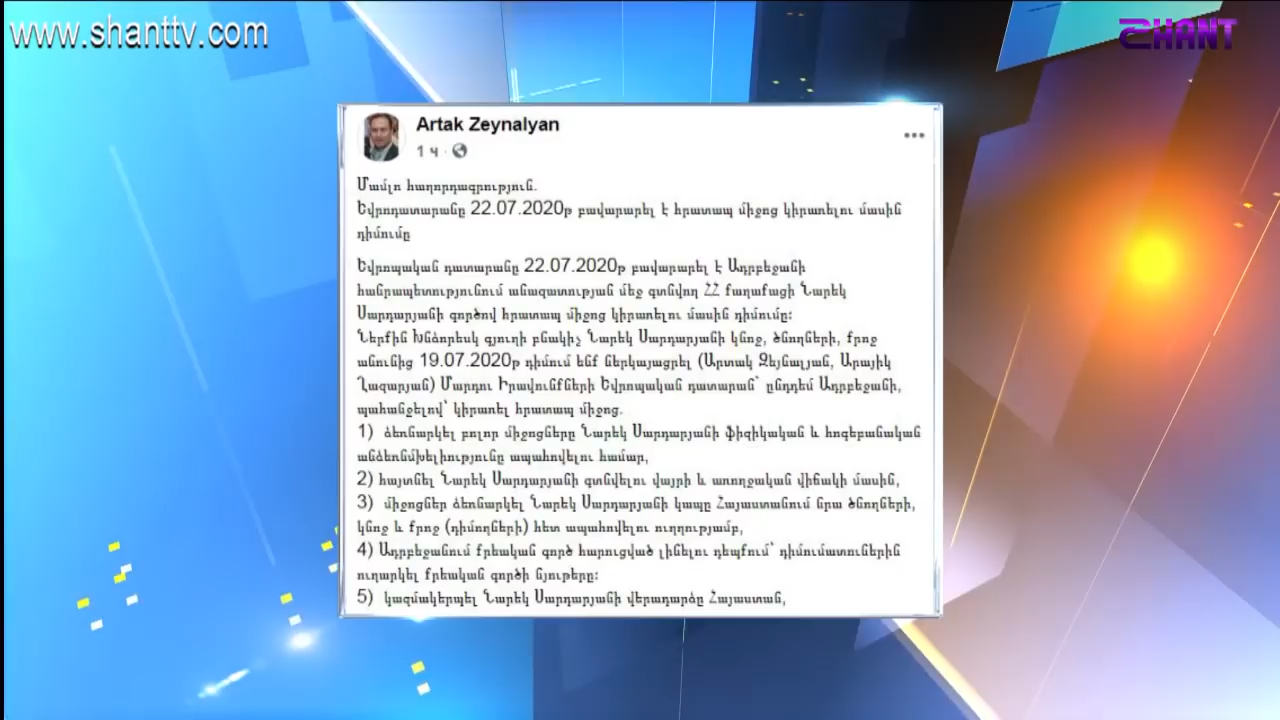 www.shanttv.com
SHANT
Artak Zeynalyan
1 ч ·
Մամլո հաղորդագրություն.
Եվրոդատարանը 22.07.2020թ բավարարել է հրատապ միջոց կիրառելու մասին
դիմումը
Եվրոպական դատարանը 22.07.2020թ բավարարել է Ադրբեջանի
հանրապետությունում անազատության մեջ գտնվող ՀՀ քաղաքացի Նարեկ
Սարդարյանի գործով հրատապ միջոց կիրառելու մասին դիմումը:
Ներքին Խնձորեսկ գյուղի բնակիչ Նարեկ Սարդարյանի կնոջ, ծնողների, քրոջ
անունից 19.07.2020թ դիմում ենք ներկայացրել (Արտակ Զեյնալյան, Արայիկ
Ղազարյան) Մարդու Իրավունքների Եվրոպական դատարան՝ ընդդեմ Ադրբեջանի,
պահանջելով՝ կիրառել հրատապ միջոց.
1) ձեռնարկել բոլոր միջոցները Նարեկ Սարդարյանի ֆիզիկական և հոգեբանական
անձեռնմխելիությունը ապահովելու համար,
2) հայտնել Նարեկ Սարդարյանի գտնվելու վայրի և առողջական վիճակի մասին,
3) միջոցներ ձեռնարկել Նարեկ Սարդարյանի կապը Հայաստանում նրա ծնողների,
կնոջ և քրոջ (դիմողների) հետ ապահովելու ուղղությամբ,
4) Ադրբեջանում քրեական գործ հարուցված լինելու դեպքում՝ դիմումատուներին
ուղարկել քրեական գործի նյութերը:
5) կազմակերպել Նարեկ Սարդարյանի վերադարձը Հայաստան,